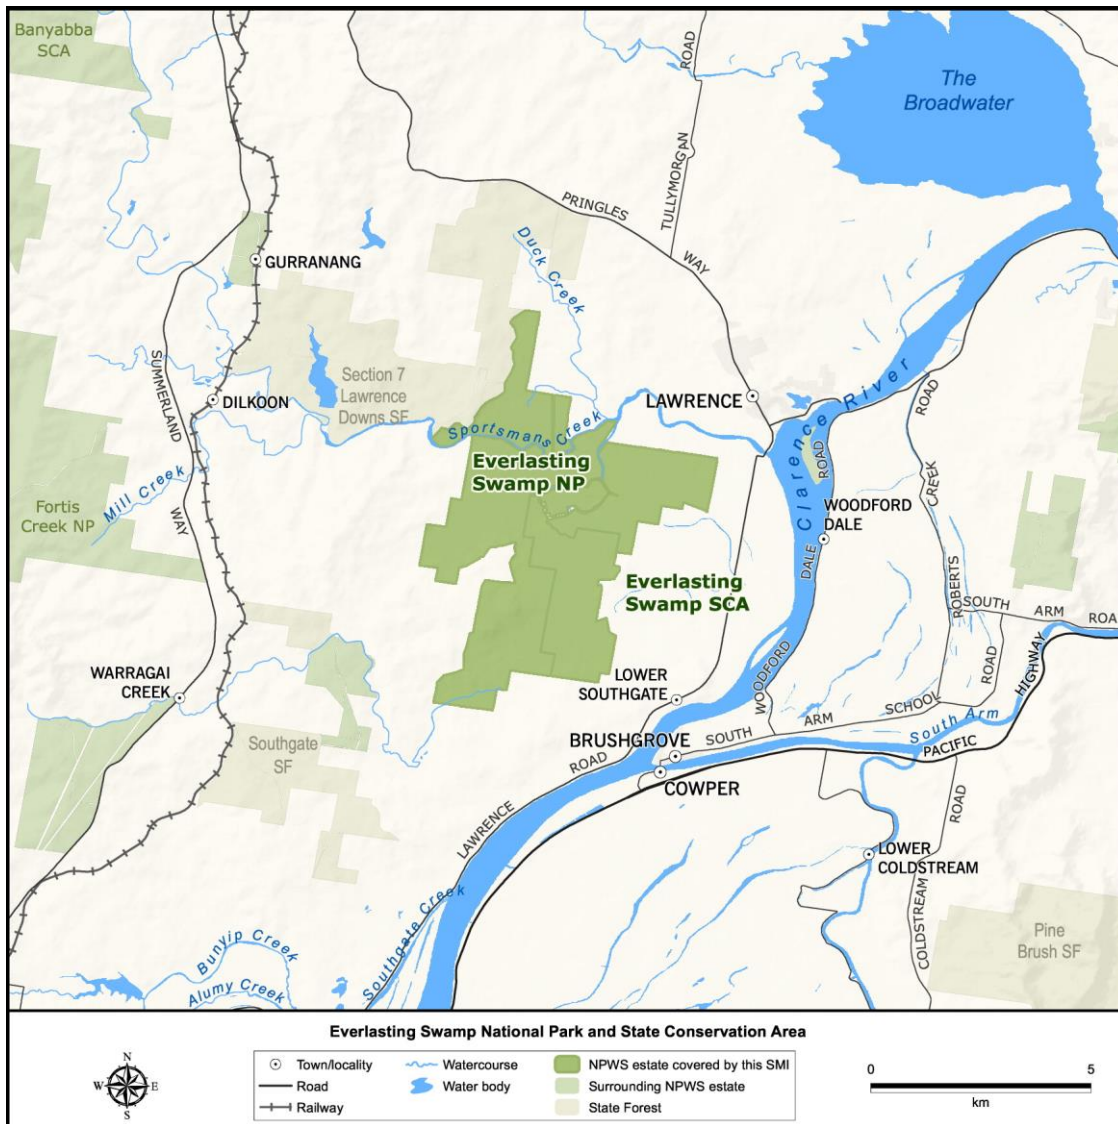 Banyabba
SCA
ROAD
The
Broadwater
TULLYMORGAN
PRINGLES
WAY
Duck Creek
GURRANANG
SUMMERLAND
WAY
DILKOON
Section 7
Lawrence
Downs SF
LAWRENCE
Clarence River
ROAD
Sportsmans Creek
Everlasting
Swamp NP
ROAD
Mill Creek
Fortis
Creek NP
WOODFORD
DALE
CREEK
DALE
Everlasting
Swamp SCA
ROBERTS
SOUTH ARM ROA
WARRAGAI
CREEK
LOWER
SOUTHGATE
WOODFORD
ROAD
HIGHWAY
SOUTH ARM SCHOOL
South Arm
Southgate
SF
BRUSHGROVE
ROAD
PACIFIC
COWPER
ROAD
LAWRENCE
LOWER
COLDSTREAM
COLDSTREAM
Southgate Creek
Pine
Brush SF
Bunyip Creek
Alumy Creek
Everlasting Swamp National Park and State Conservation Area
N
W E
S
Town/locality
Road
Railway
Watercourse
Water body
NPWS estate covered by this SMI
Surrounding NPWS estate
State Forest
0 5
km